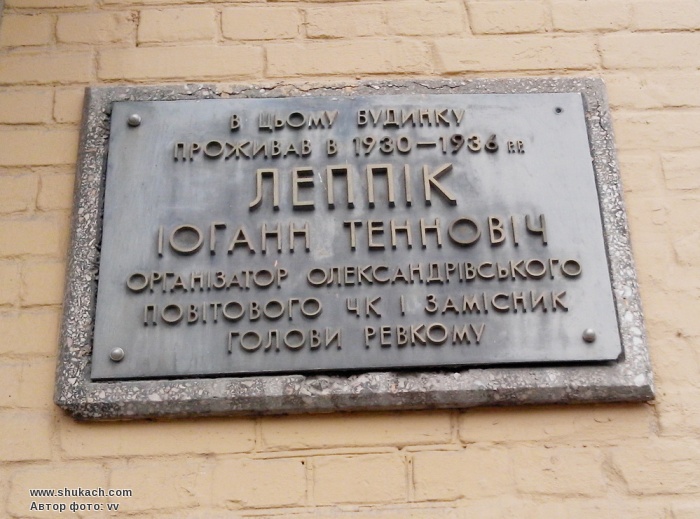 В ЦЬОМУ БУДИНКУ
ПРОЖИВАВ В 1930—1936 Р.Р.
ЛЕППІК
ІОГАНН ТЕННОВІЧ
ОРГАНІЗАТОР ОЛЕКСАНДРІВСЬКОГО
ПОВІТОВОГО ЧК І ЗАМІСНИК
ГОЛОВИ РЕВКОМУ
www.shukach.com
Автор фото: vv